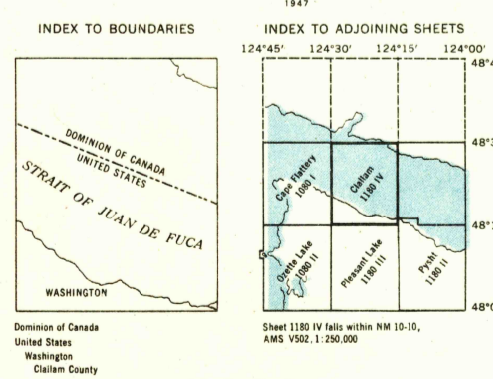 1947
INDEX TO BOUNDARIES
DOMINION OF CANADA
UNITED STATES
STRAIT OF JUAN DE FUCA
WASHINGTON
Dominion of Canada
United States
Washington
Clallam County
INDEX TO ADJOINING SHEETS
124°45' 124°30' 124°15' 124°00'
Cape Flattery
1080 I
Clallam
1180 IV
Ozette Lake
1080 II
Pleasant Lake
1180 III
Pysht
1180 II
Sheet 1180 IV falls within NM 10-10,
AMS V502, 1:250,000